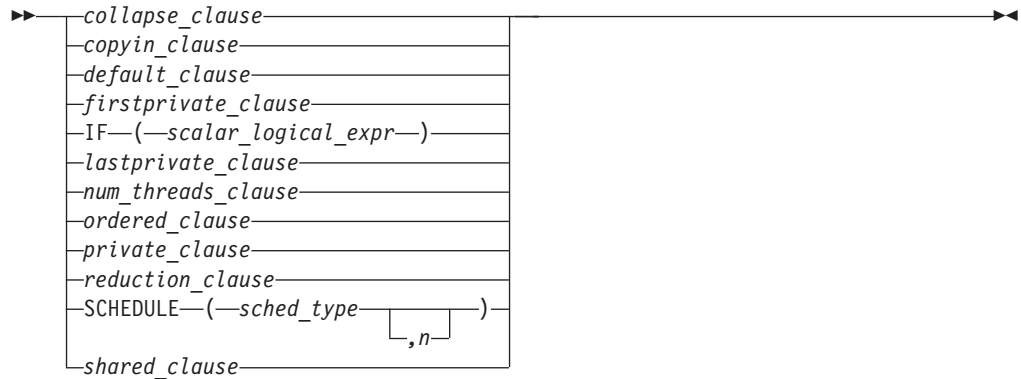 collapse_clause
copyin_clause
default_clause
firstprivate_clause
IF ( scalar_logical_expr )
lastprivate_clause
num_threads_clause
ordered_clause
private_clause
reduction_clause
SCHEDULE ( sched_type )
,n
shared_clause